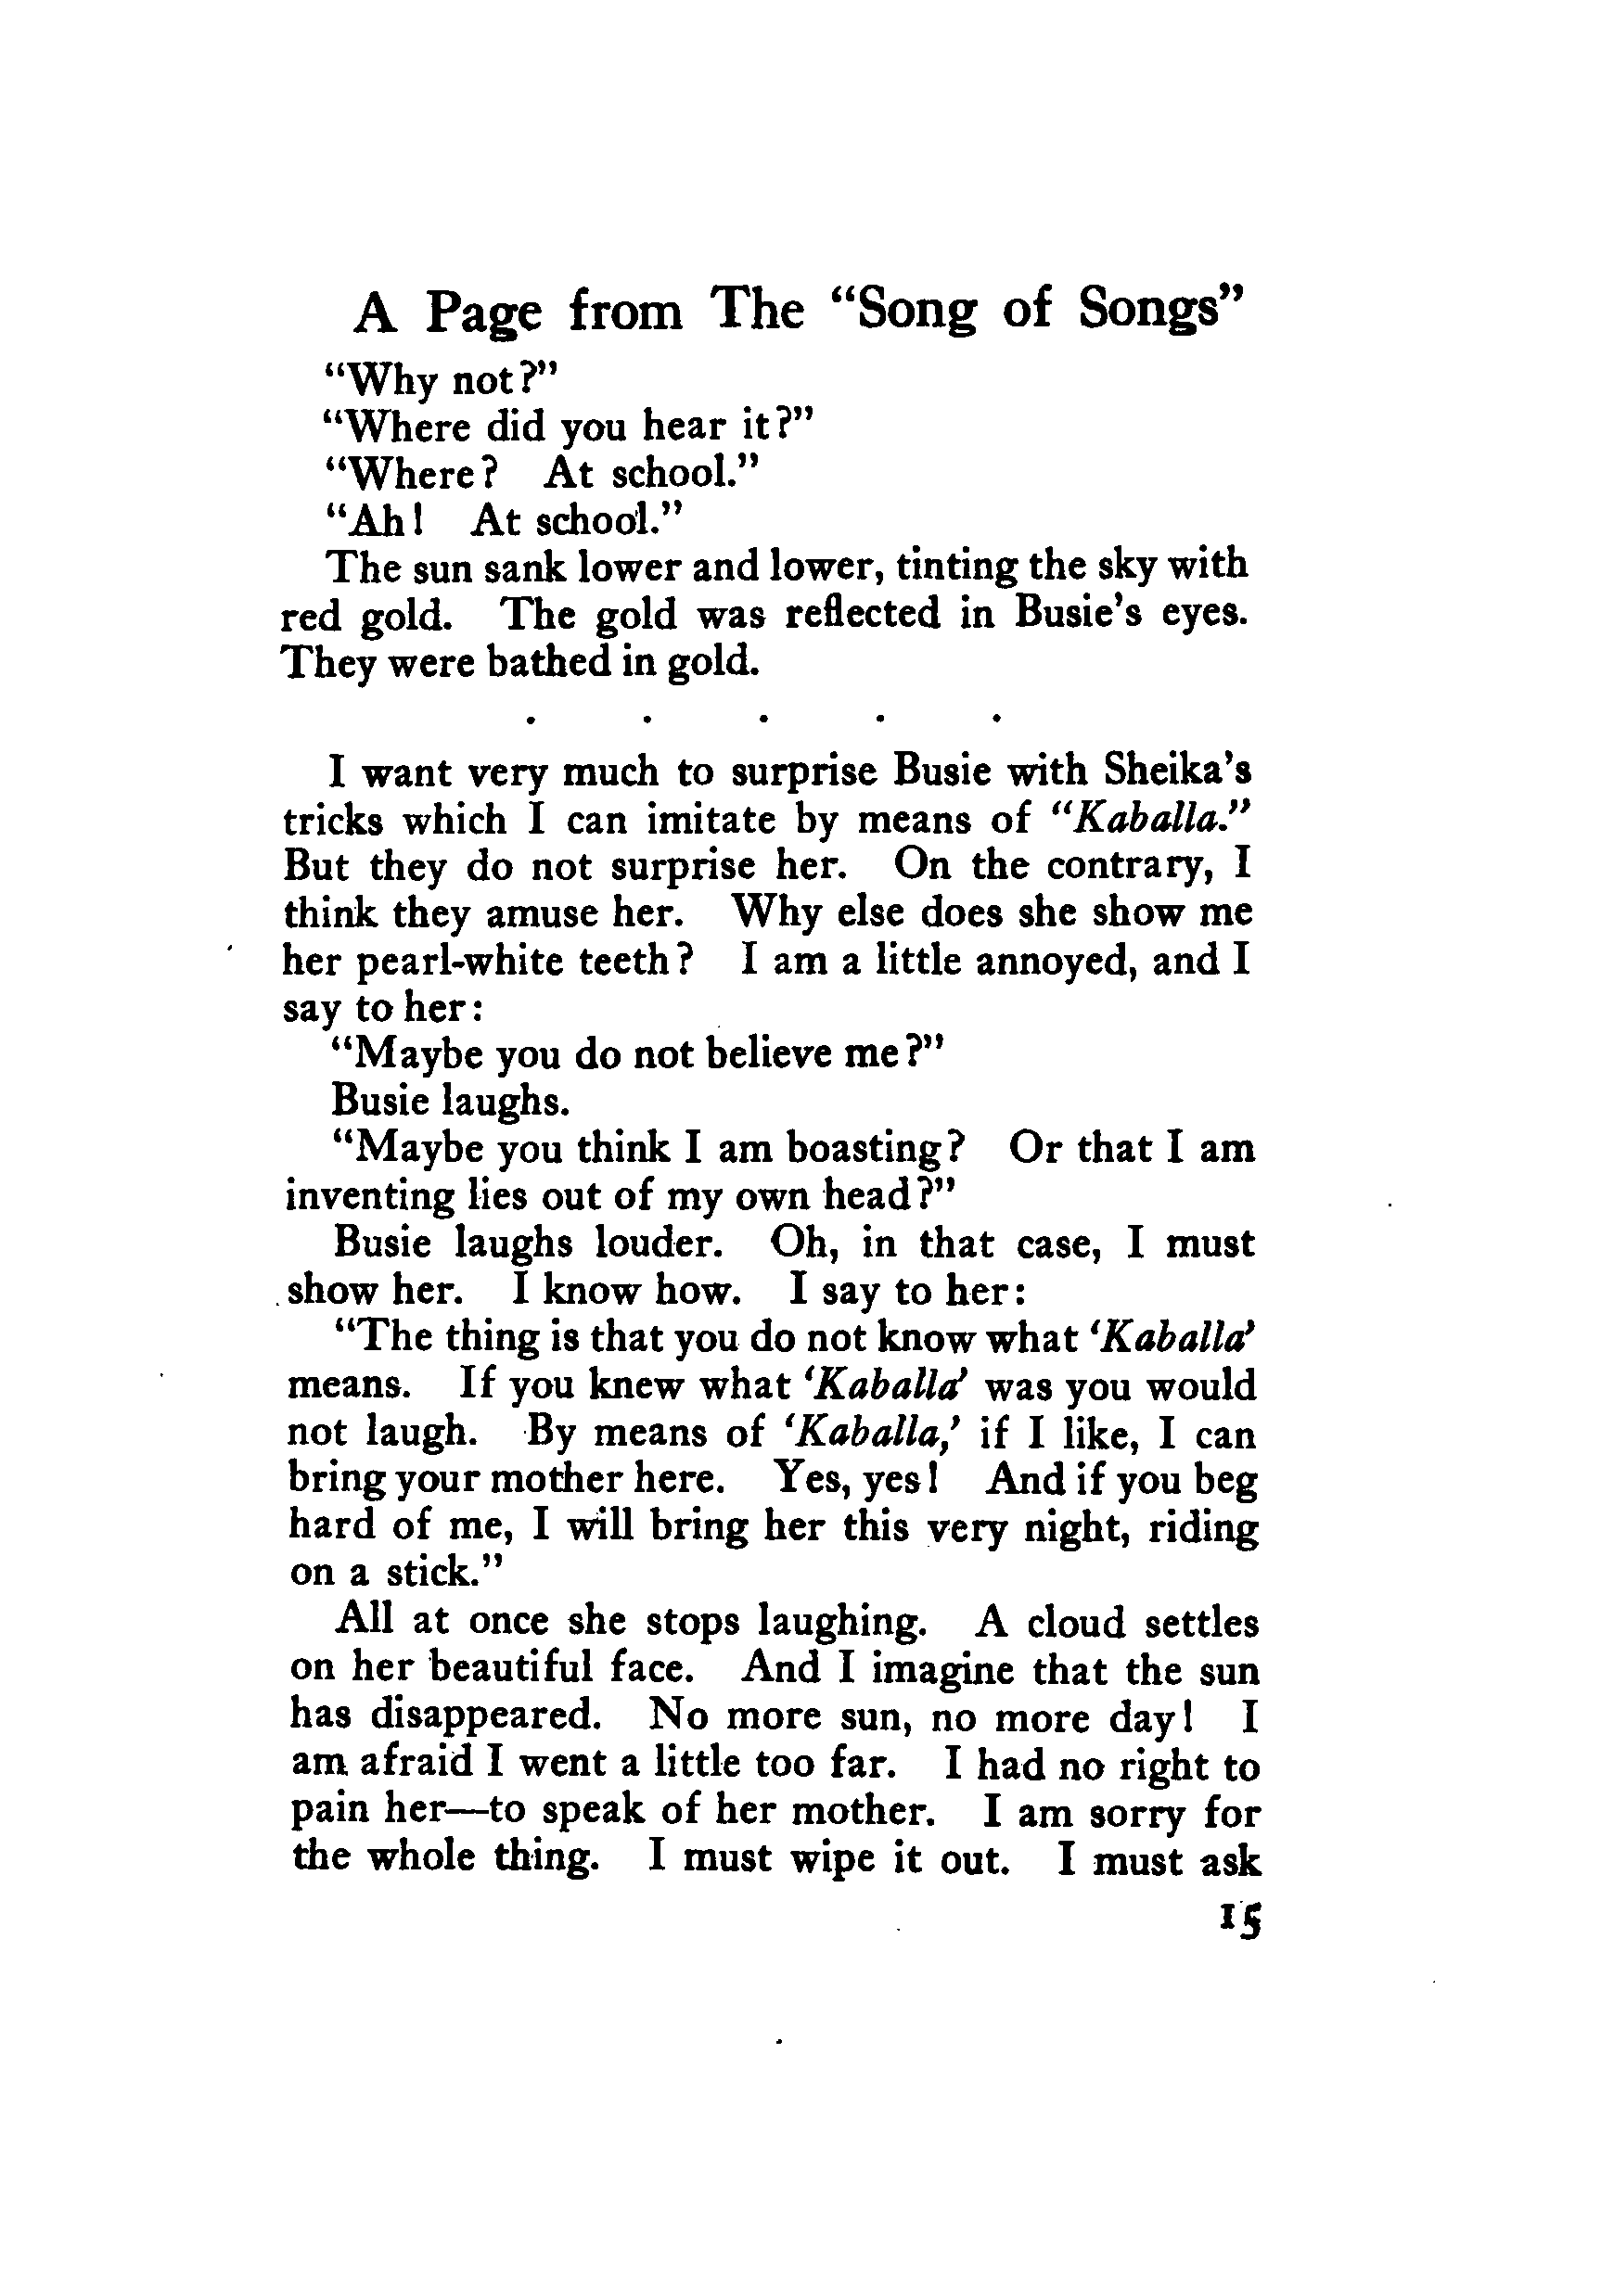 A Page from The “Song of Songs”
“Why not?”
“Where did you hear it?”
“Where? At school.”
“Ah! At school.”
The sun sank lower and lower, tinting the sky with
red gold. The gold was reflected in Busie’s eyes.
They were bathed in gold.
. . . . .
I want very much to surprise Busie with Sheika’s
tricks which I can imitate by means of “Kaballa.”
But they do not surprise her. On the contrary, I
think they amuse her. Why else does she show me
her pearl-white teeth? I am a little annoyed, and I
say to her:
“Maybe you do not believe me?”
Busie laughs.
“Maybe you think I am boasting? Or that I am
inventing lies out of my own head?”
Busie laughs louder. Oh, in that case, I must
show her. I know how. I say to her:
“The thing is that you do not know what ‘Kaballa’
means. If you knew what ‘Kaballa’ was you would
not laugh. By means of ‘Kaballa,’ if I like, I can
bring your mother here. Yes, yes! And if you beg
hard of me, I will bring her this very night, riding
on a stick.”
All at once she stops laughing. A cloud settles
on her beautiful face. And I imagine that the sun
has disappeared. No more sun, no more day! I
am afraid I went a little too far. I had no right to
pain her—to speak of her mother. I am sorry for
the whole thing. I must wipe it out. I must ask
15